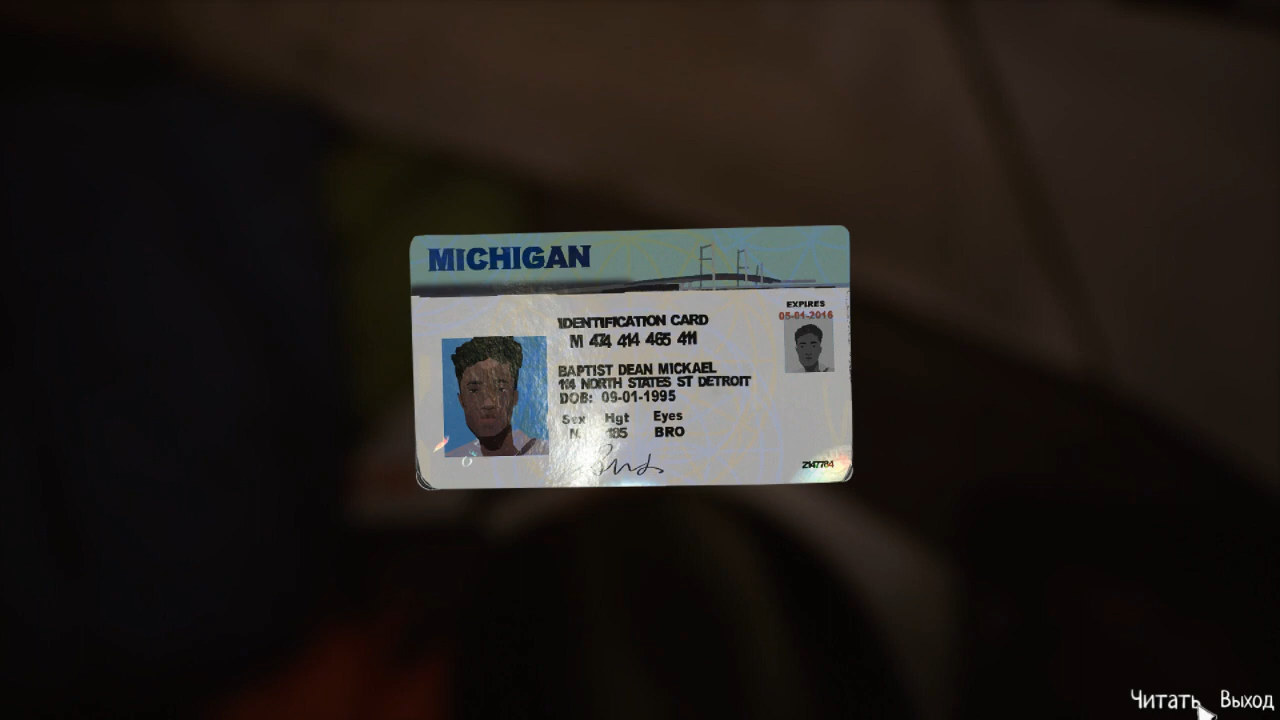 MICHIGAN
EXPIRES
05-01-2016
IDENTIFICATION CARD
M 474 414 465 411
BAPTIST DEAN MICKAEL
114 NORTH STATES ST DETROIT
DOB: 09-01-1995
Sex Hgt Eyes
185 BRO
Z147784
Читать Выход